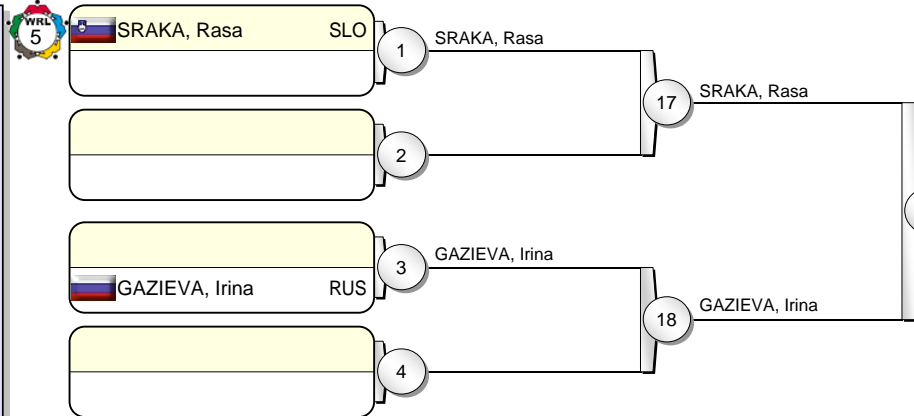 WRL
5
SRAKA, Rasa SLO
1
SRAKA, Rasa
17
SRAKA, Rasa
2
3
GAZIEVA, Irina
GAZIEVA, Irina RUS
18
GAZIEVA, Irina
4